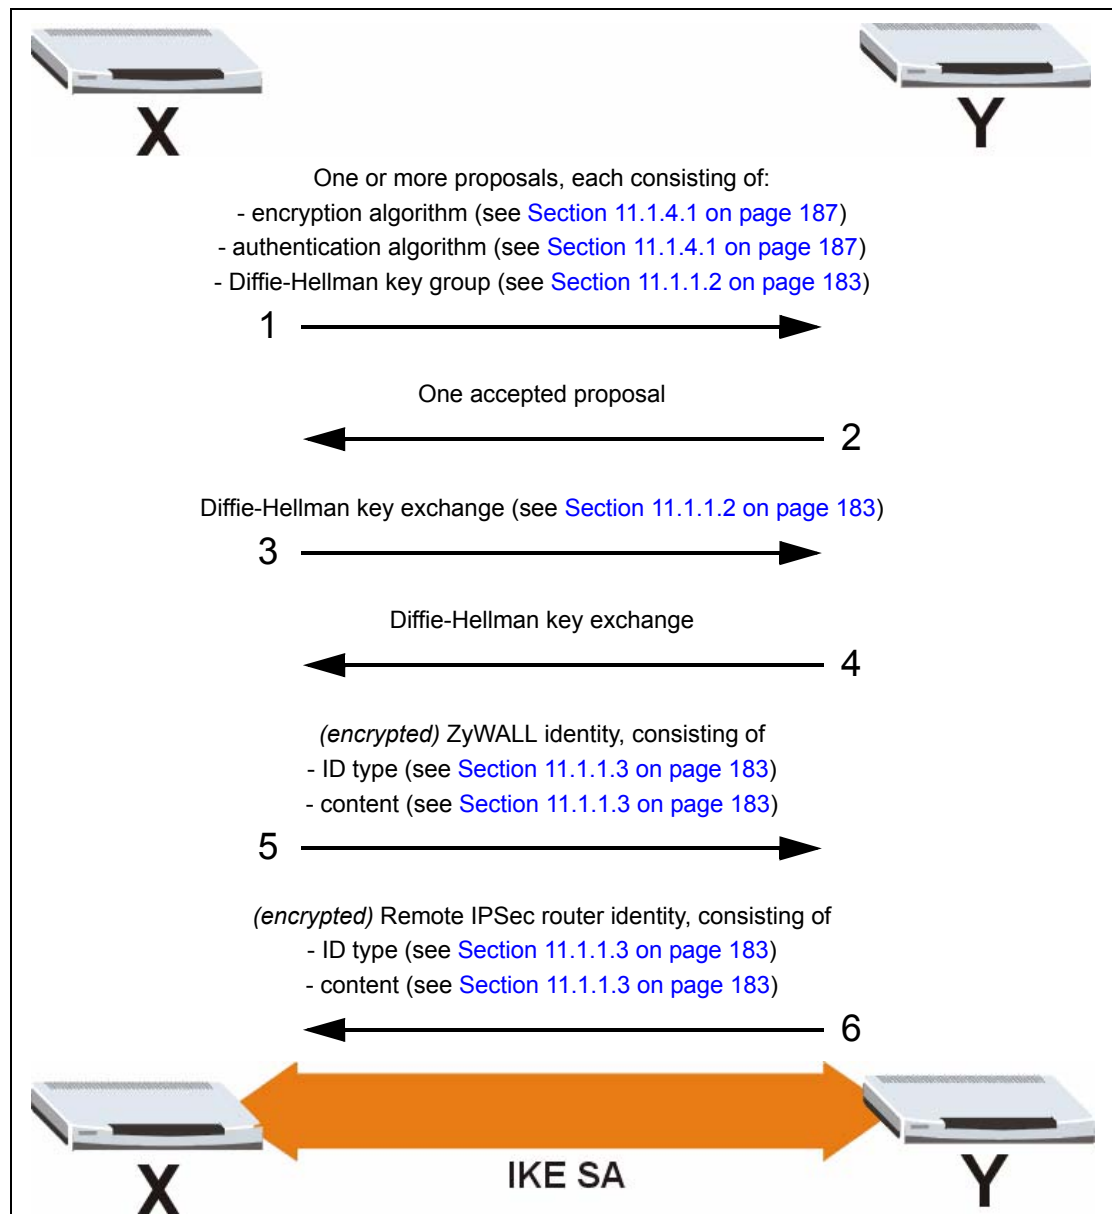 X
Y
One or more proposals, each consisting of:
- encryption algorithm (see Section 11.1.4.1 on page 187)
- authentication algorithm (see Section 11.1.4.1 on page 187)
- Diffie-Hellman key group (see Section 11.1.1.2 on page 183)
1
One accepted proposal
2
Diffie-Hellman key exchange (see Section 11.1.1.2 on page 183)
3
Diffie-Hellman key exchange
4
(encrypted) ZyWALL identity, consisting of
- ID type (see Section 11.1.1.3 on page 183)
- content (see Section 11.1.1.3 on page 183)
5
(encrypted) Remote IPSec router identity, consisting of
- ID type (see Section 11.1.1.3 on page 183)
- content (see Section 11.1.1.3 on page 183)
6
IKE SA
X
Y